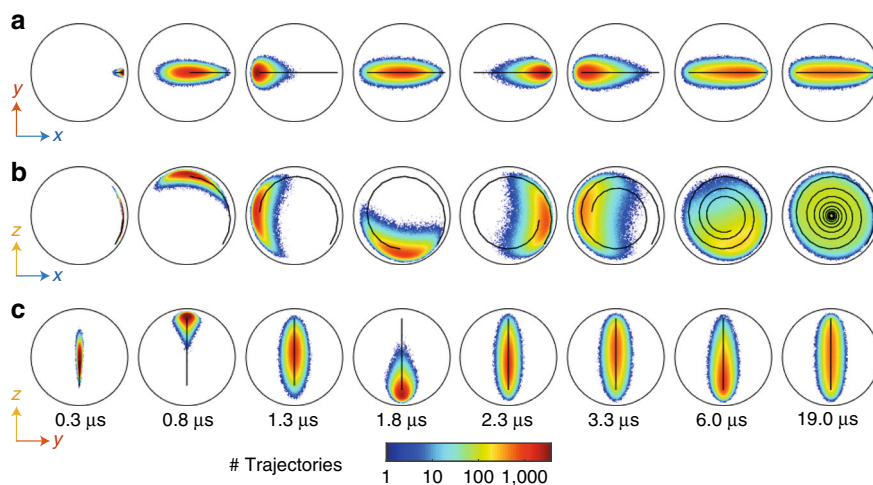 a
y
x
b
z
x
c
z
y
0.3 µs 0.8 µs 1.3 µs 1.8 µs 2.3 µs 3.3 µs 6.0 µs 19.0 µs
# Trajectories
1 10 100 1,000